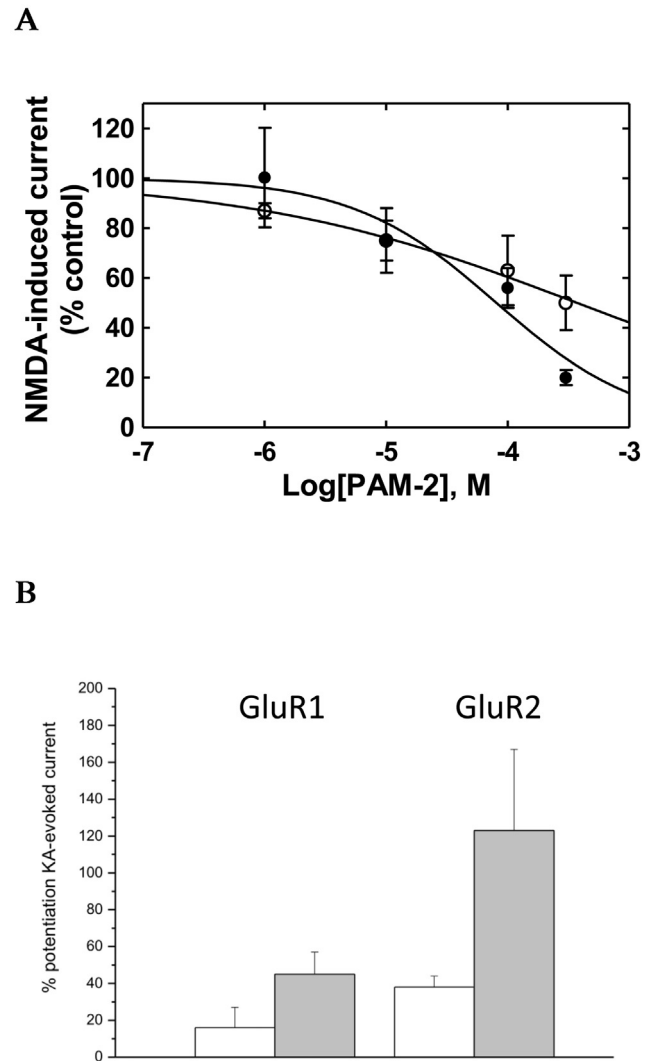 A
NMDA-induced current
(% control)
120
100
80
60
40
20
0
-7 -6 -5 -4 -3
Log[PAM-2], M
B
% potentiation KA-evoked current
200
180
160
140
120
100
80
60
40
20
0
GluR1 GluR2